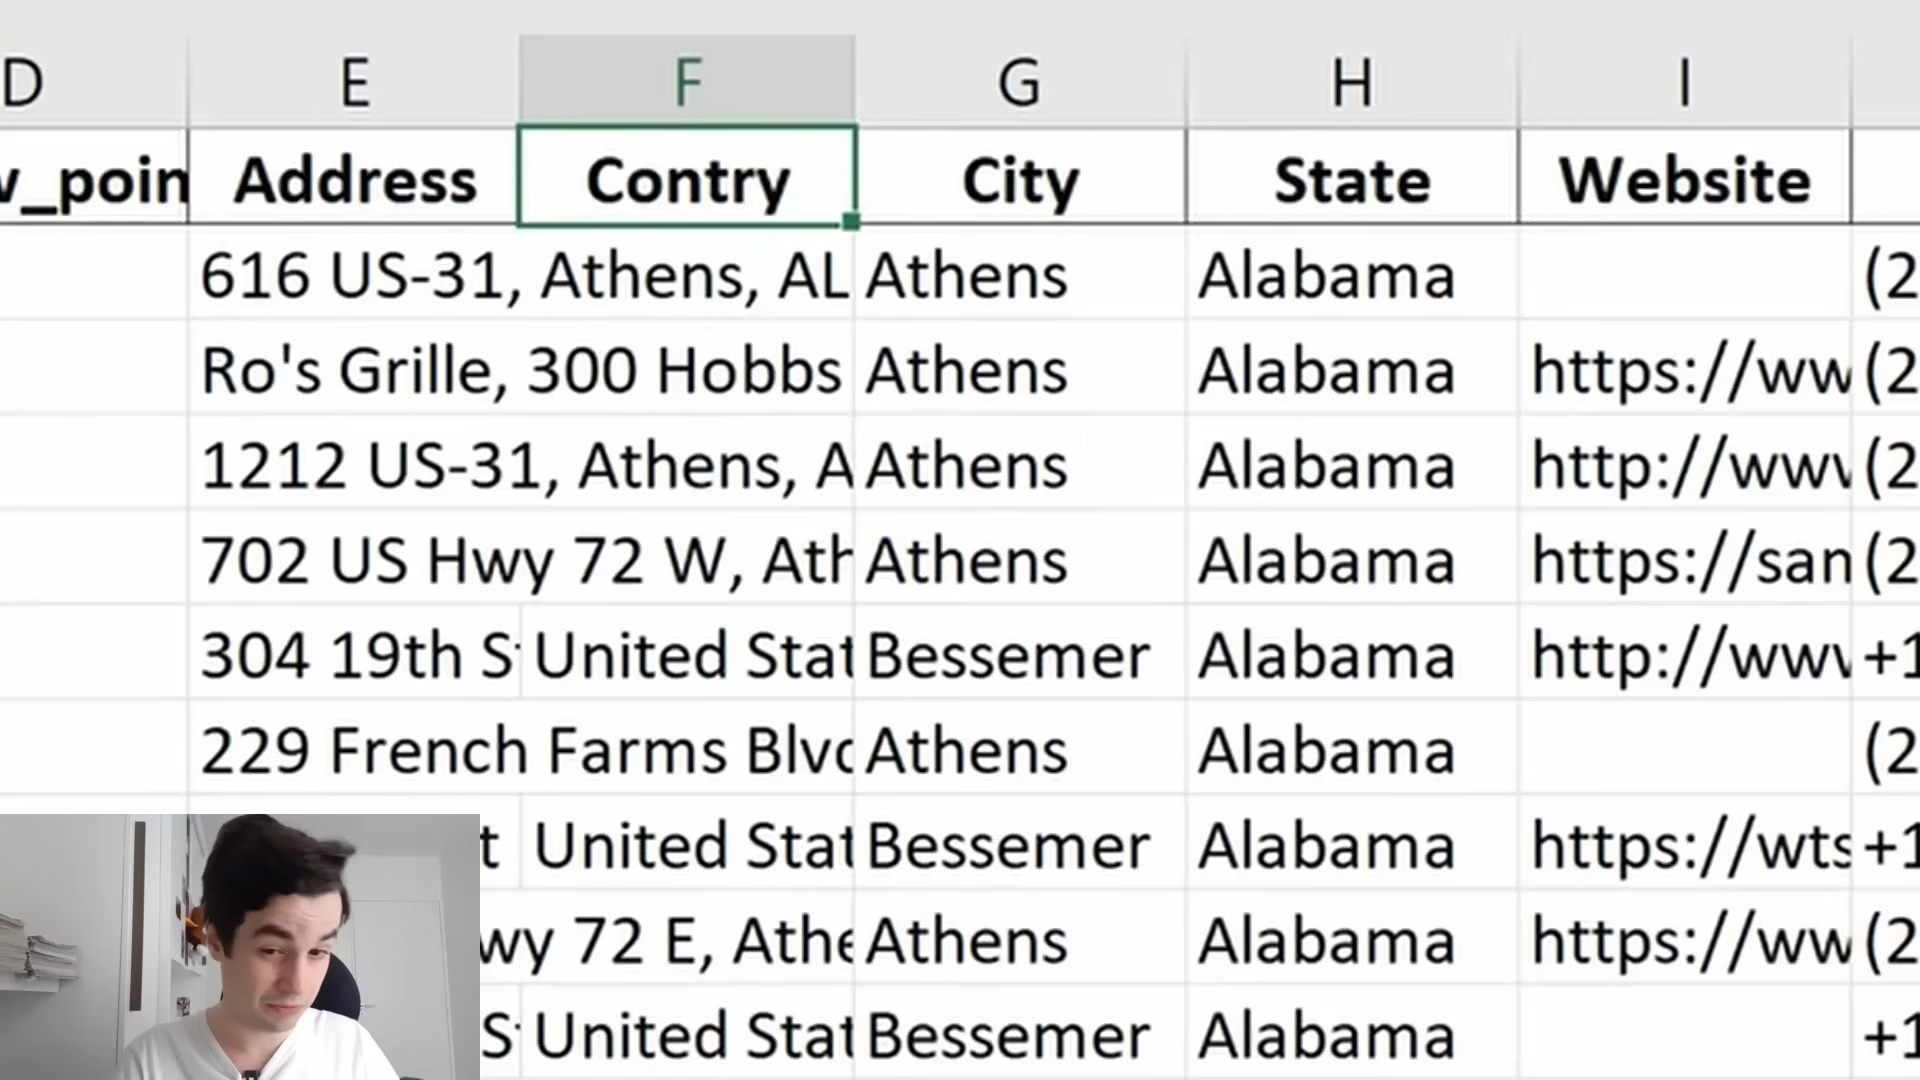 D E F G H I
Address Contry City State Website
616 US-31, Athens, AL Athens Alabama (2
Ro's Grille, 300 Hobbs Athens Alabama https://ww (2
1212 US-31, Athens, A Athens Alabama http://www (2
702 US Hwy 72 W, Ath Athens Alabama https://san (2
304 19th S United Stat Bessemer Alabama http://www +1
229 French Farms Blvd Athens Alabama (2
t United Stat Bessemer Alabama https://wts +1
wy 72 E, Athe Athens Alabama https://ww (2
S United Stat Bessemer Alabama +1